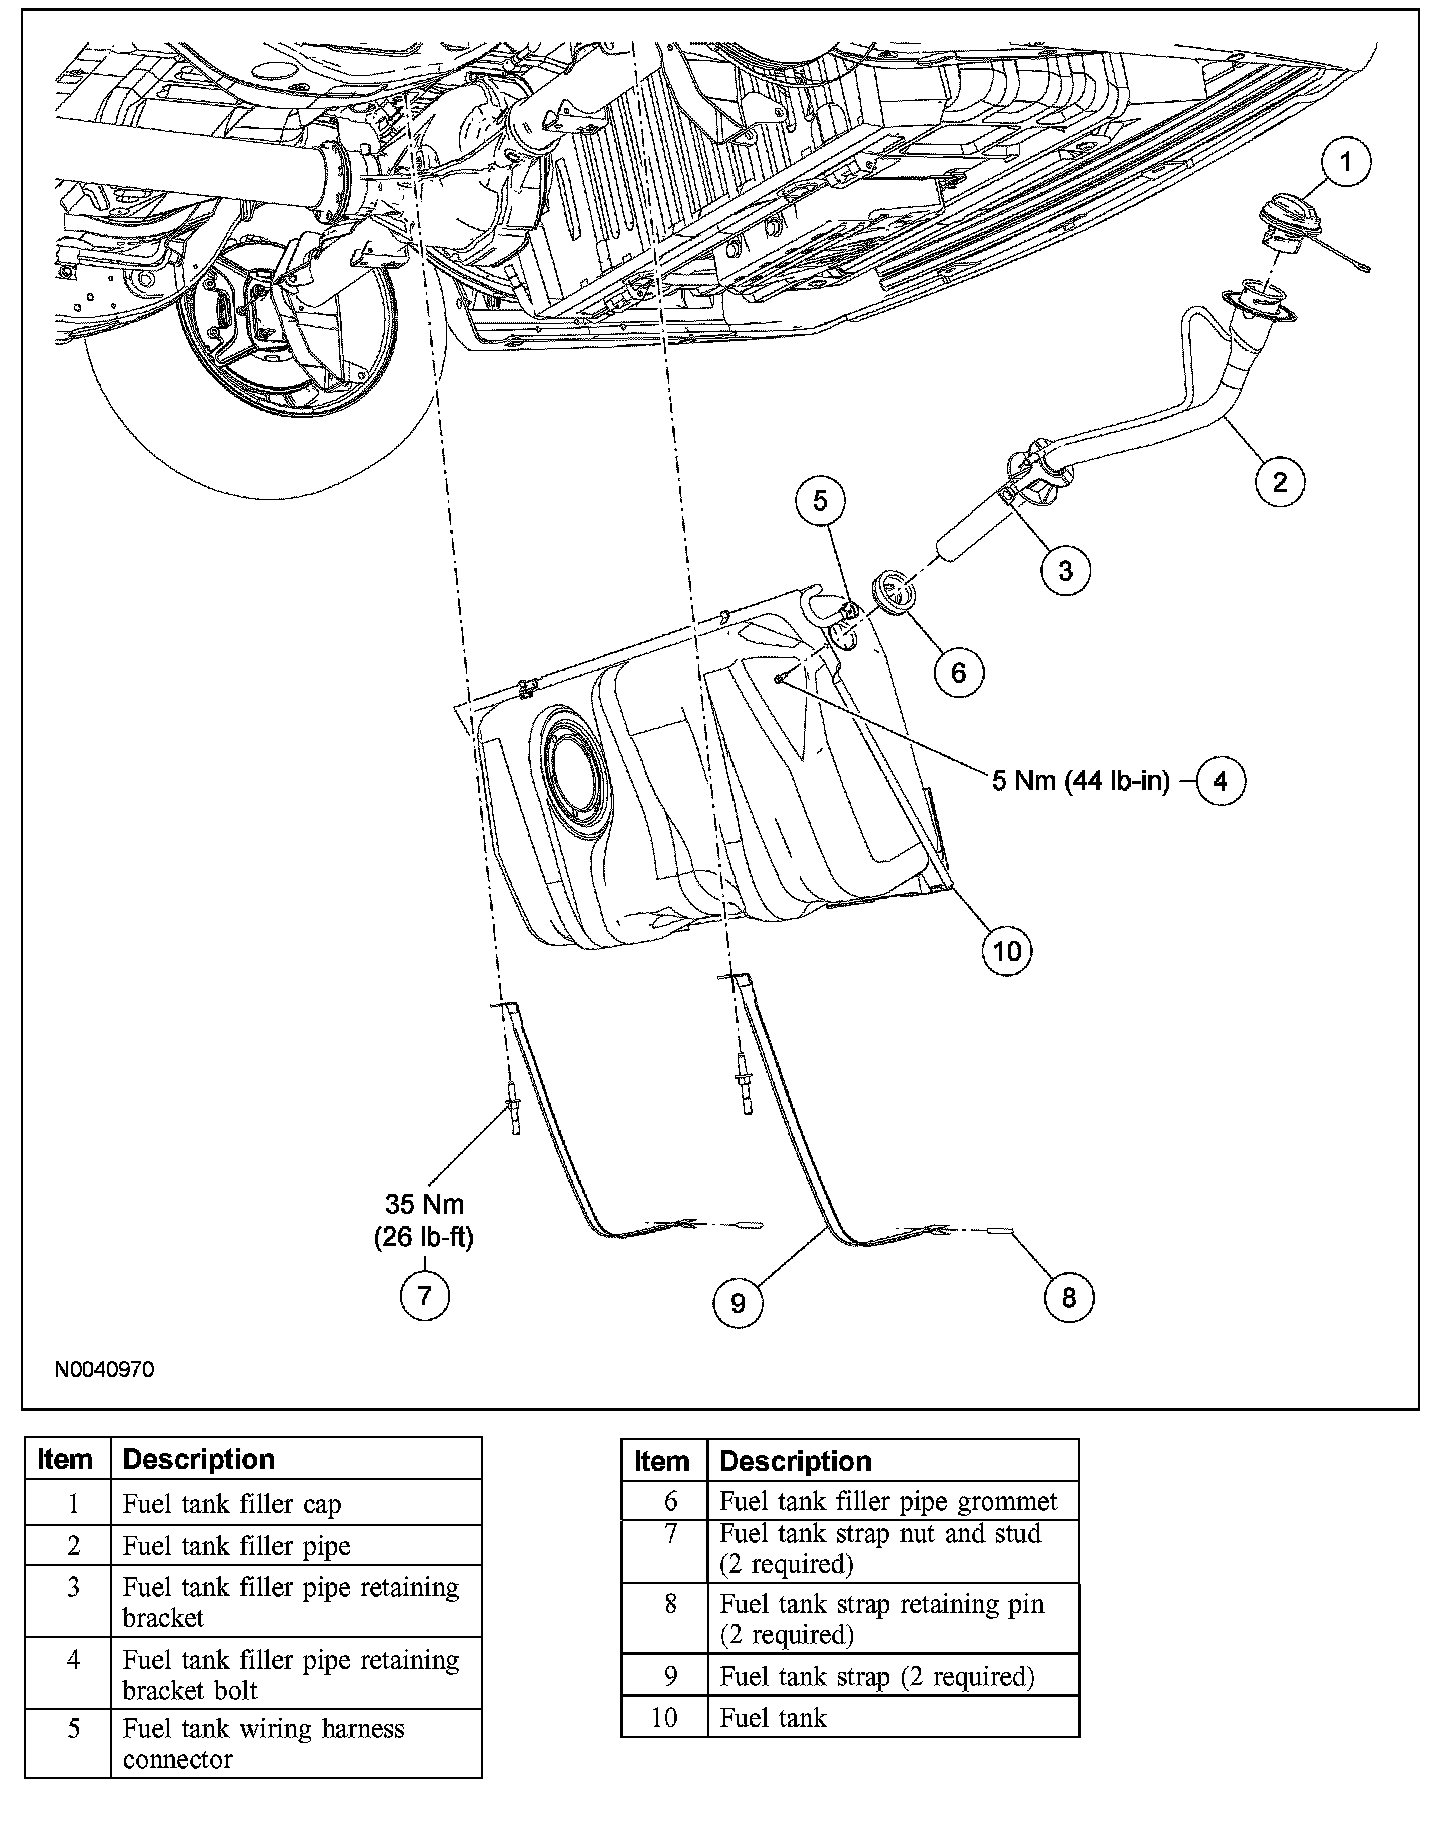 1
2
3
5
6
5 Nm (44 lb-in)
4
10
35 Nm
(26 lb-ft)
7
9
8
N0040970
Item Description
1 Fuel tank filler cap
2 Fuel tank filler pipe
3 Fuel tank filler pipe retaining
bracket
4 Fuel tank filler pipe retaining
bracket bolt
5 Fuel tank wiring harness
connector
Item Description
6 Fuel tank filler pipe grommet
7 Fuel tank strap nut and stud
(2 required)
8 Fuel tank strap retaining pin
(2 required)
9 Fuel tank strap (2 required)
10 Fuel tank